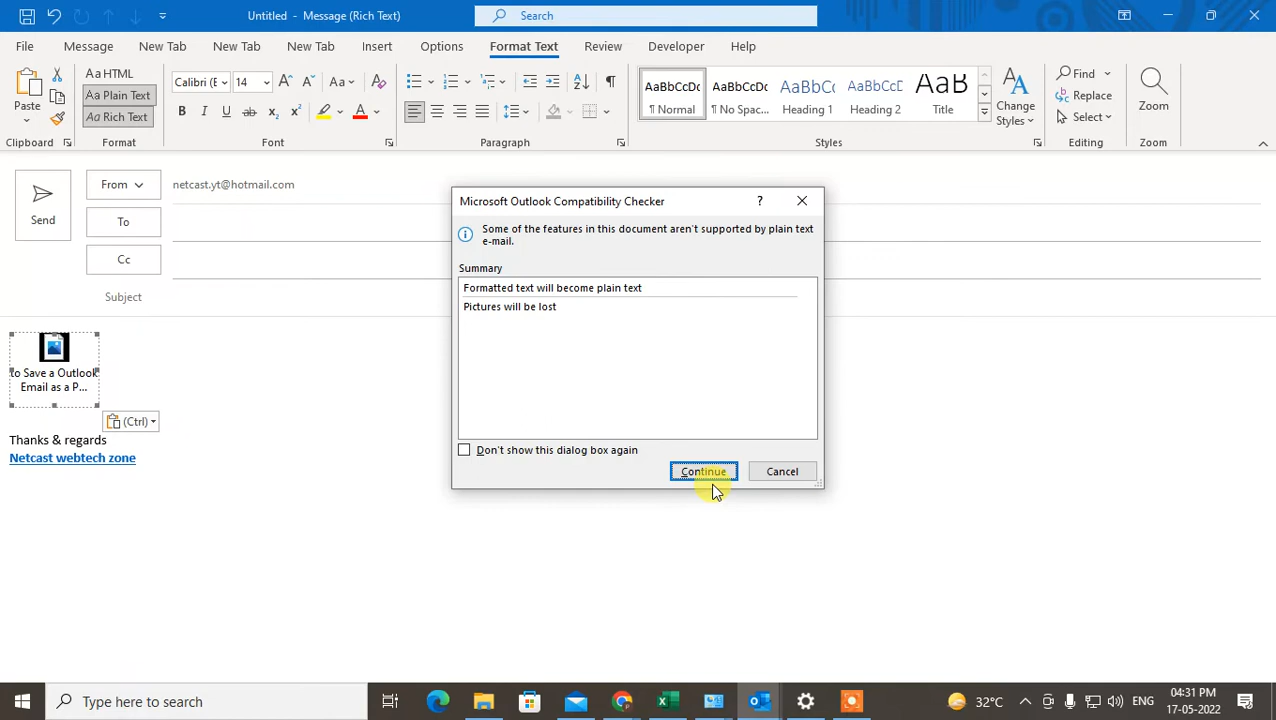 Untitled - Message (Rich Text)
Search
File Message New Tab New Tab New Tab Insert Options Format Text Review Developer Help
Paste
Clipboard
Aa HTML
Aa Plain Text
Aa Rich Text
Format
Calibri (E 14 A A Aa
B I U ab A
Font
Paragraph
AaBbCcDc AaBbCcDc AaBbCc AaBbCcD AaB
¶ Normal ¶ No Spac... Heading 1 Heading 2 Title
Change
Styles
Styles
Find
Replace
Select
Editing
Zoom
Zoom
Send
From netcast.yt@hotmail.com
To
Cc
Subject
to Save a Outlook
Email as a P...
(Ctrl)
Thanks & regards
Netcast webtech zone
Microsoft Outlook Compatibility Checker ?
Some of the features in this document aren't supported by plain text
e-mail.
Summary
Formatted text will become plain text
Pictures will be lost
Don't show this dialog box again
Continue Cancel
Type here to search
32°C ENG
04:31 PM
17-05-2022